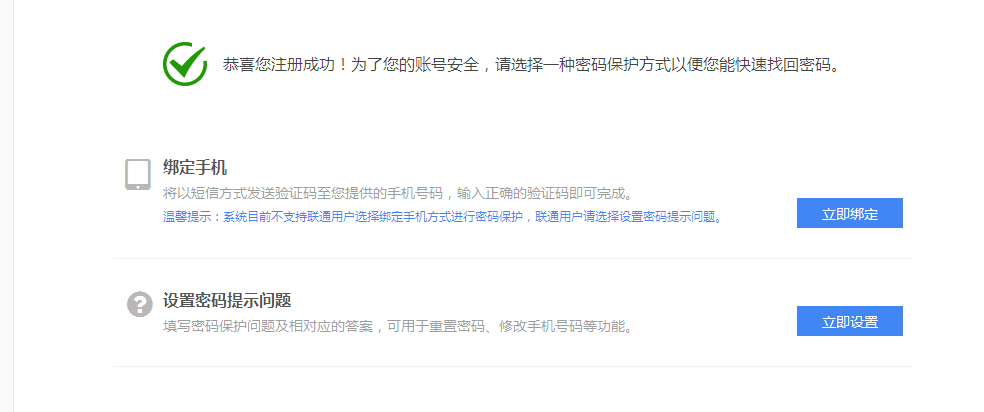 恭喜您注册成功！为了您的账号安全，请选择一种密码保护方式以便您能快速找回密码。
绑定手机
将以短信方式发送验证码至您提供的手机号码，输入正确的验证码即可完成。
温馨提示：系统目前不支持联通用户选择绑定手机方式进行密码保护，联通用户请选择设置密码提示问题。
立即绑定
设置密码提示问题
填写密码保护问题及相对应的答案，可用于重置密码、修改手机号码等功能。
立即设置